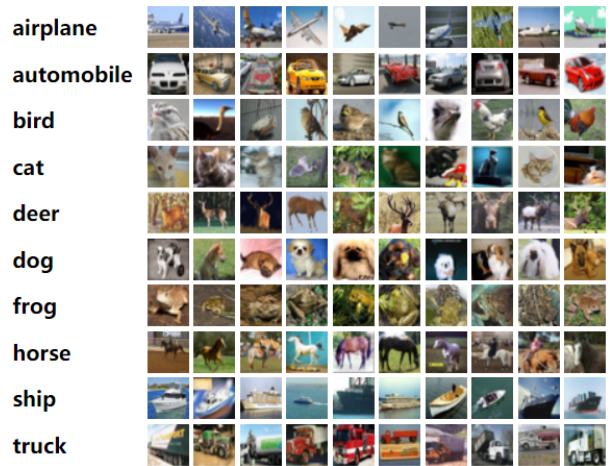 airplane
automobile
bird
cat
deer
dog
frog
horse
ship
truck